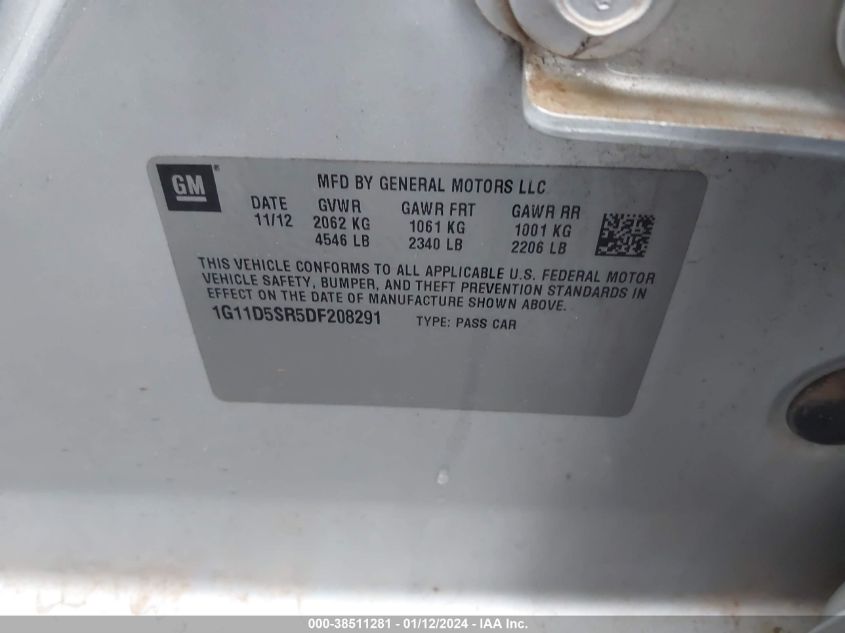 GM
MFD BY GENERAL MOTORS LLC
DATE GVWR GAWR FRT GAWR RR
11/12 2062 KG 1061 KG 1001 KG
4546 LB 2340 LB 2206 LB
THIS VEHICLE CONFORMS TO ALL APPLICABLE U.S. FEDERAL MOTOR
VEHICLE SAFETY, BUMPER, AND THEFT PREVENTION STANDARDS IN
EFFECT ON THE DATE OF MANUFACTURE SHOWN ABOVE.
1G11D5SR5DF208291 TYPE: PASS CAR
000-38511281 - 01/12/2024 - IAA Inc.